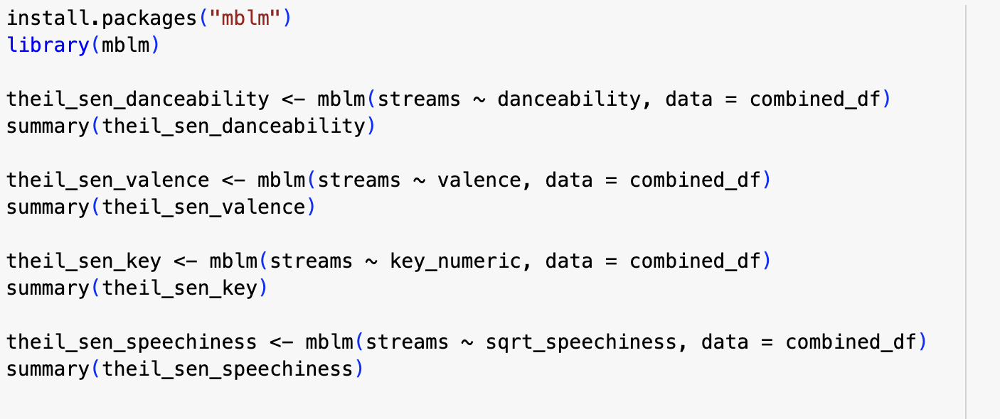 install.packages("mblm")
library(mblm)
theil_sen_danceability <- mblm(streams ~ danceability, data = combined_df)
summary(theil_sen_danceability)
theil_sen_valence <- mblm(streams ~ valence, data = combined_df)
summary(theil_sen_valence)
theil_sen_key <- mblm(streams ~ key_numeric, data = combined_df)
summary(theil_sen_key)
theil_sen_speechiness <- mblm(streams ~ sqrt_speechiness, data = combined_df)
summary(theil_sen_speechiness)